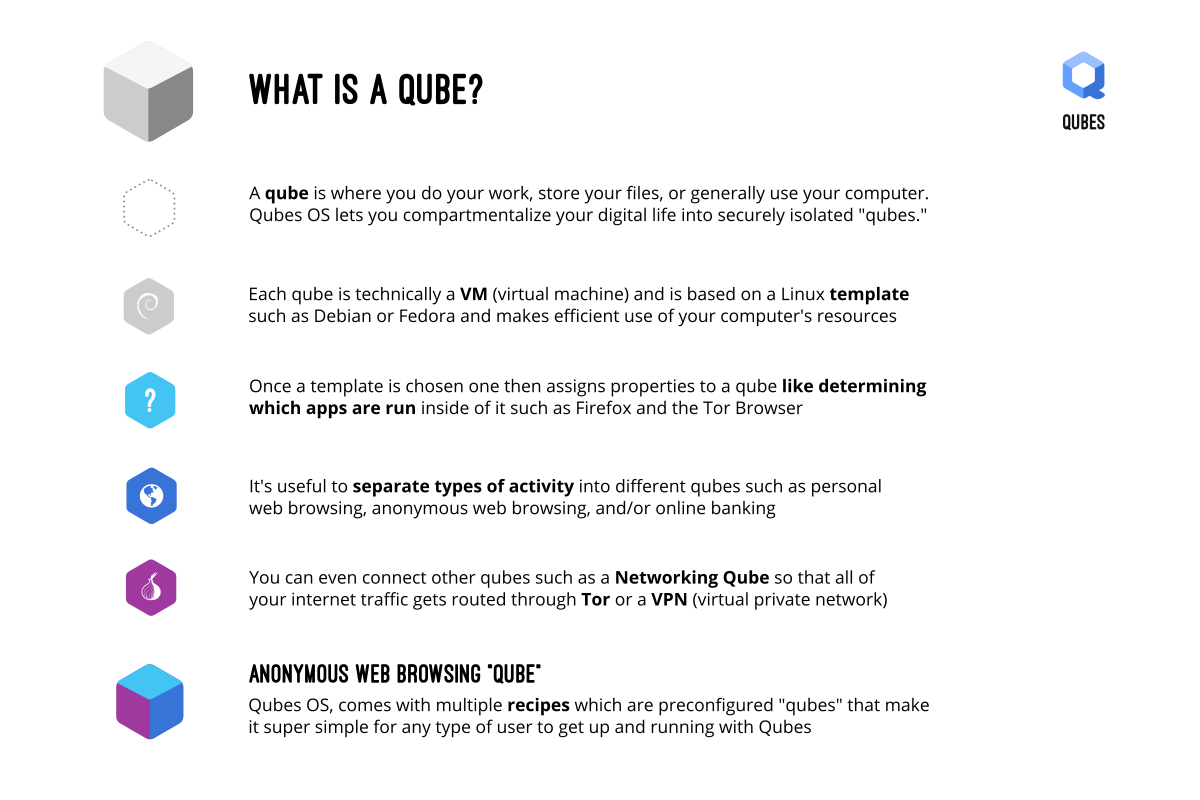 WHAT IS A QUBE?
QUBES
A qube is where you do your work, store your files, or generally use your computer.
Qubes OS lets you compartmentalize your digital life into securely isolated "qubes."
Each qube is technically a VM (virtual machine) and is based on a Linux template
such as Debian or Fedora and makes efficient use of your computer's resources
?
Once a template is chosen one then assigns properties to a qube like determining
which apps are run inside of it such as Firefox and the Tor Browser
It's useful to separate types of activity into different qubes such as personal
web browsing, anonymous web browsing, and/or online banking
You can even connect other qubes such as a Networking Qube so that all of
your internet traffic gets routed through Tor or a VPN (virtual private network)
ANONYMOUS WEB BROWSING "QUBE"
Qubes OS, comes with multiple recipes which are preconfigured "qubes" that make
it super simple for any type of user to get up and running with Qubes